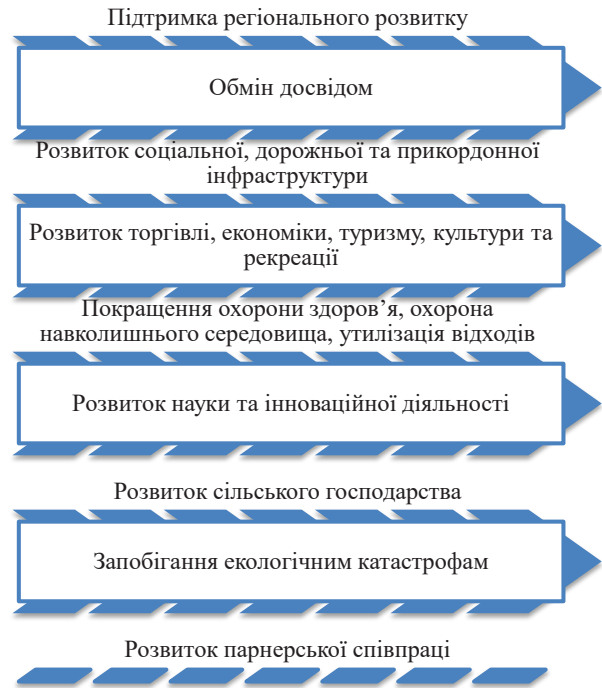 Підтримка регіонального розвитку
Обмін досвідом
Розвиток соціальної, дорожньої та прикордонної
інфраструктури
Розвиток торгівлі, економіки, туризму, культури та
рекреації
Покращення охорони здоров’я, охорона
навколишнього середовища, утилізація відходів
Розвиток науки та інноваційної діяльності
Розвиток сільського господарства
Запобігання екологічним катастрофам
Розвиток парнерської співпраці